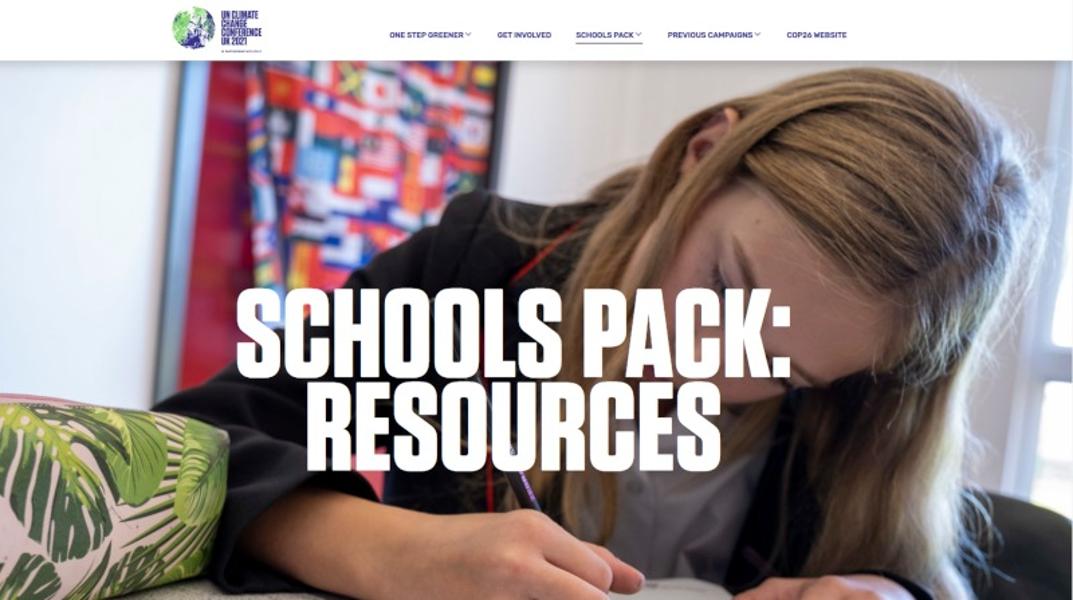 UN CLIMATE
CHANGE
CONFERENCE
UK 2021
ONE STEP GREENER
GET INVOLVED
SCHOOLS PACK
PREVIOUS CAMPAIGNS
COP26 WEBSITE
SCHOOLS PACK:
RESOURCES